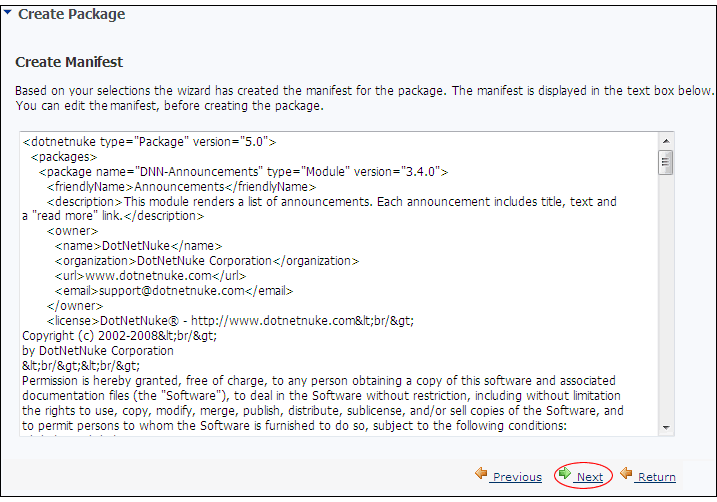 Create Package
Create Manifest
Based on your selections the wizard has created the manifest for the package. The manifest is displayed in the text box below.
You can edit the manifest, before creating the package.
<dotnetnuke type="Package" version="5.0">
<packages>
<package name="DNN-Announcements" type="Module" version="3.4.0">
<friendlyName>Announcements</friendlyName>
<description>This module renders a list of announcements. Each announcement includes title, text and
a "read more" link.</description>
<owner>
<name>DotNetNuke</name>
<organization>DotNetNuke Corporation</organization>
<url>www.dotnetnuke.com</url>
<email>support@dotnetnuke.com</email>
</owner>
<license>DotNetNuke® - http://www.dotnetnuke.com&lt;br/&gt;
Copyright (c) 2002-2008&lt;br/&gt;
by DotNetNuke Corporation
&lt;br/&gt;&lt;br/&gt;
Permission is hereby granted, free of charge, to any person obtaining a copy of this software and associated
documentation files (the "Software"), to deal in the Software without restriction, including without limitation
the rights to use, copy, modify, merge, publish, distribute, sublicense, and/or sell copies of the Software, and
to permit persons to whom the Software is furnished to do so, subject to the following conditions:
Previous Next Return